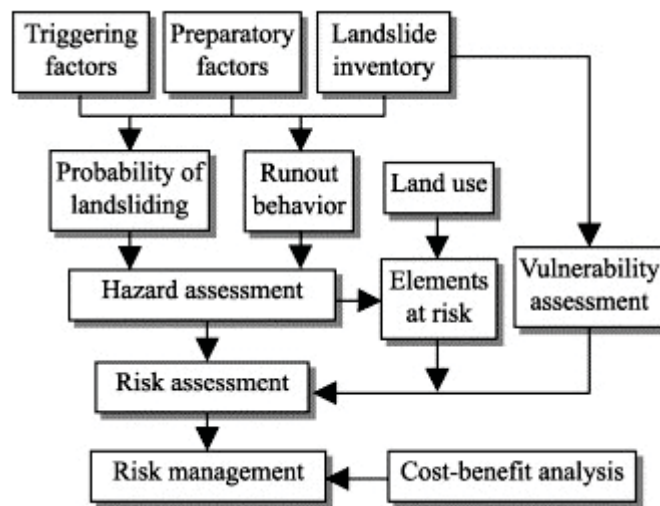 Triggering
factors
Preparatory
factors
Landslide
inventory
Probability of
landsliding
Runout
behavior
Land use
Hazard assessment
Elements
at risk
Vulnerability
assessment
Risk assessment
Risk management
Cost-benefit analysis